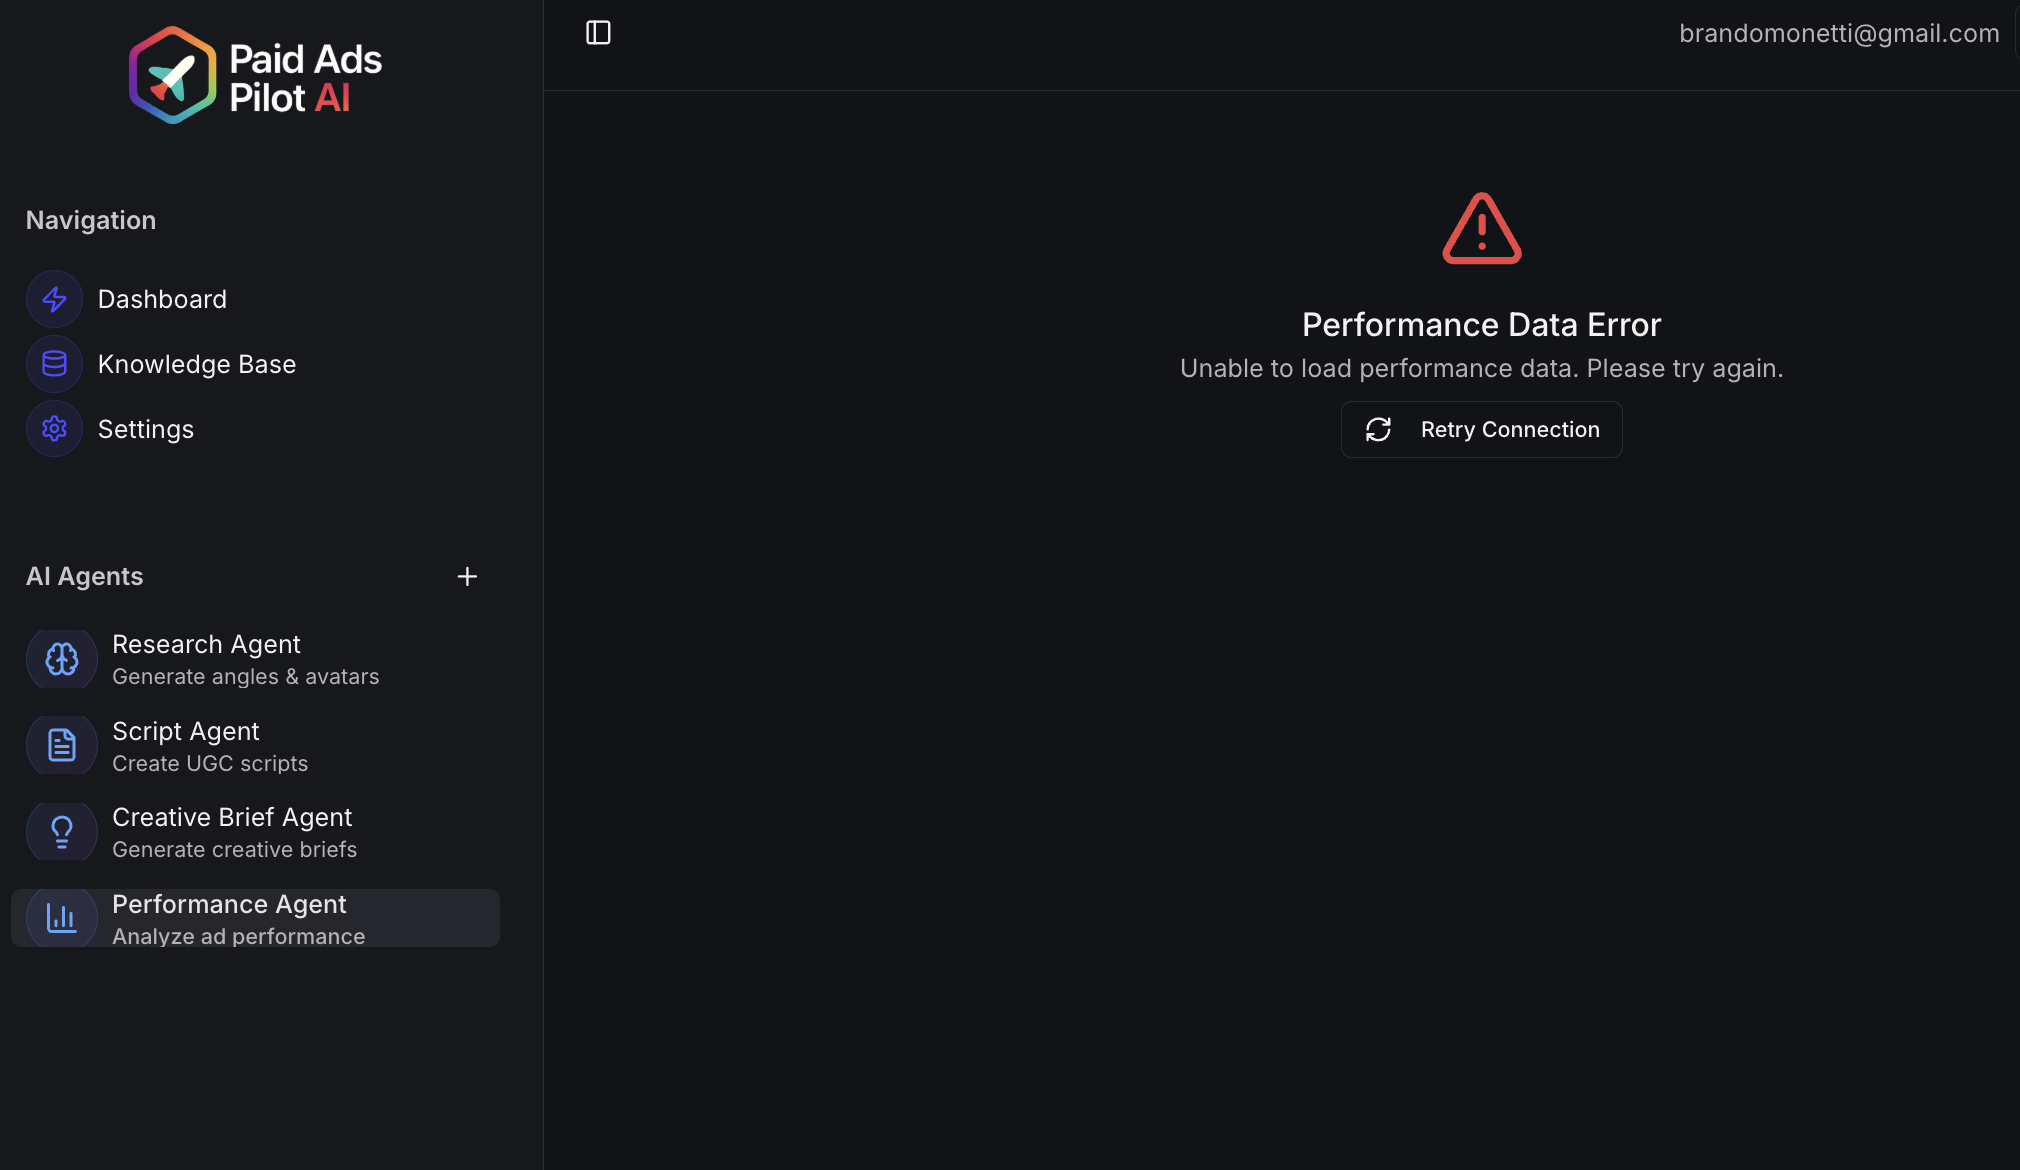 Paid Ads
Pilot AI
brandomonetti@gmail.com
Navigation
Dashboard
Knowledge Base
Settings
AI Agents
Research Agent
Generate angles & avatars
Script Agent
Create UGC scripts
Creative Brief Agent
Generate creative briefs
Performance Agent
Analyze ad performance
Performance Data Error
Unable to load performance data. Please try again.
Retry Connection